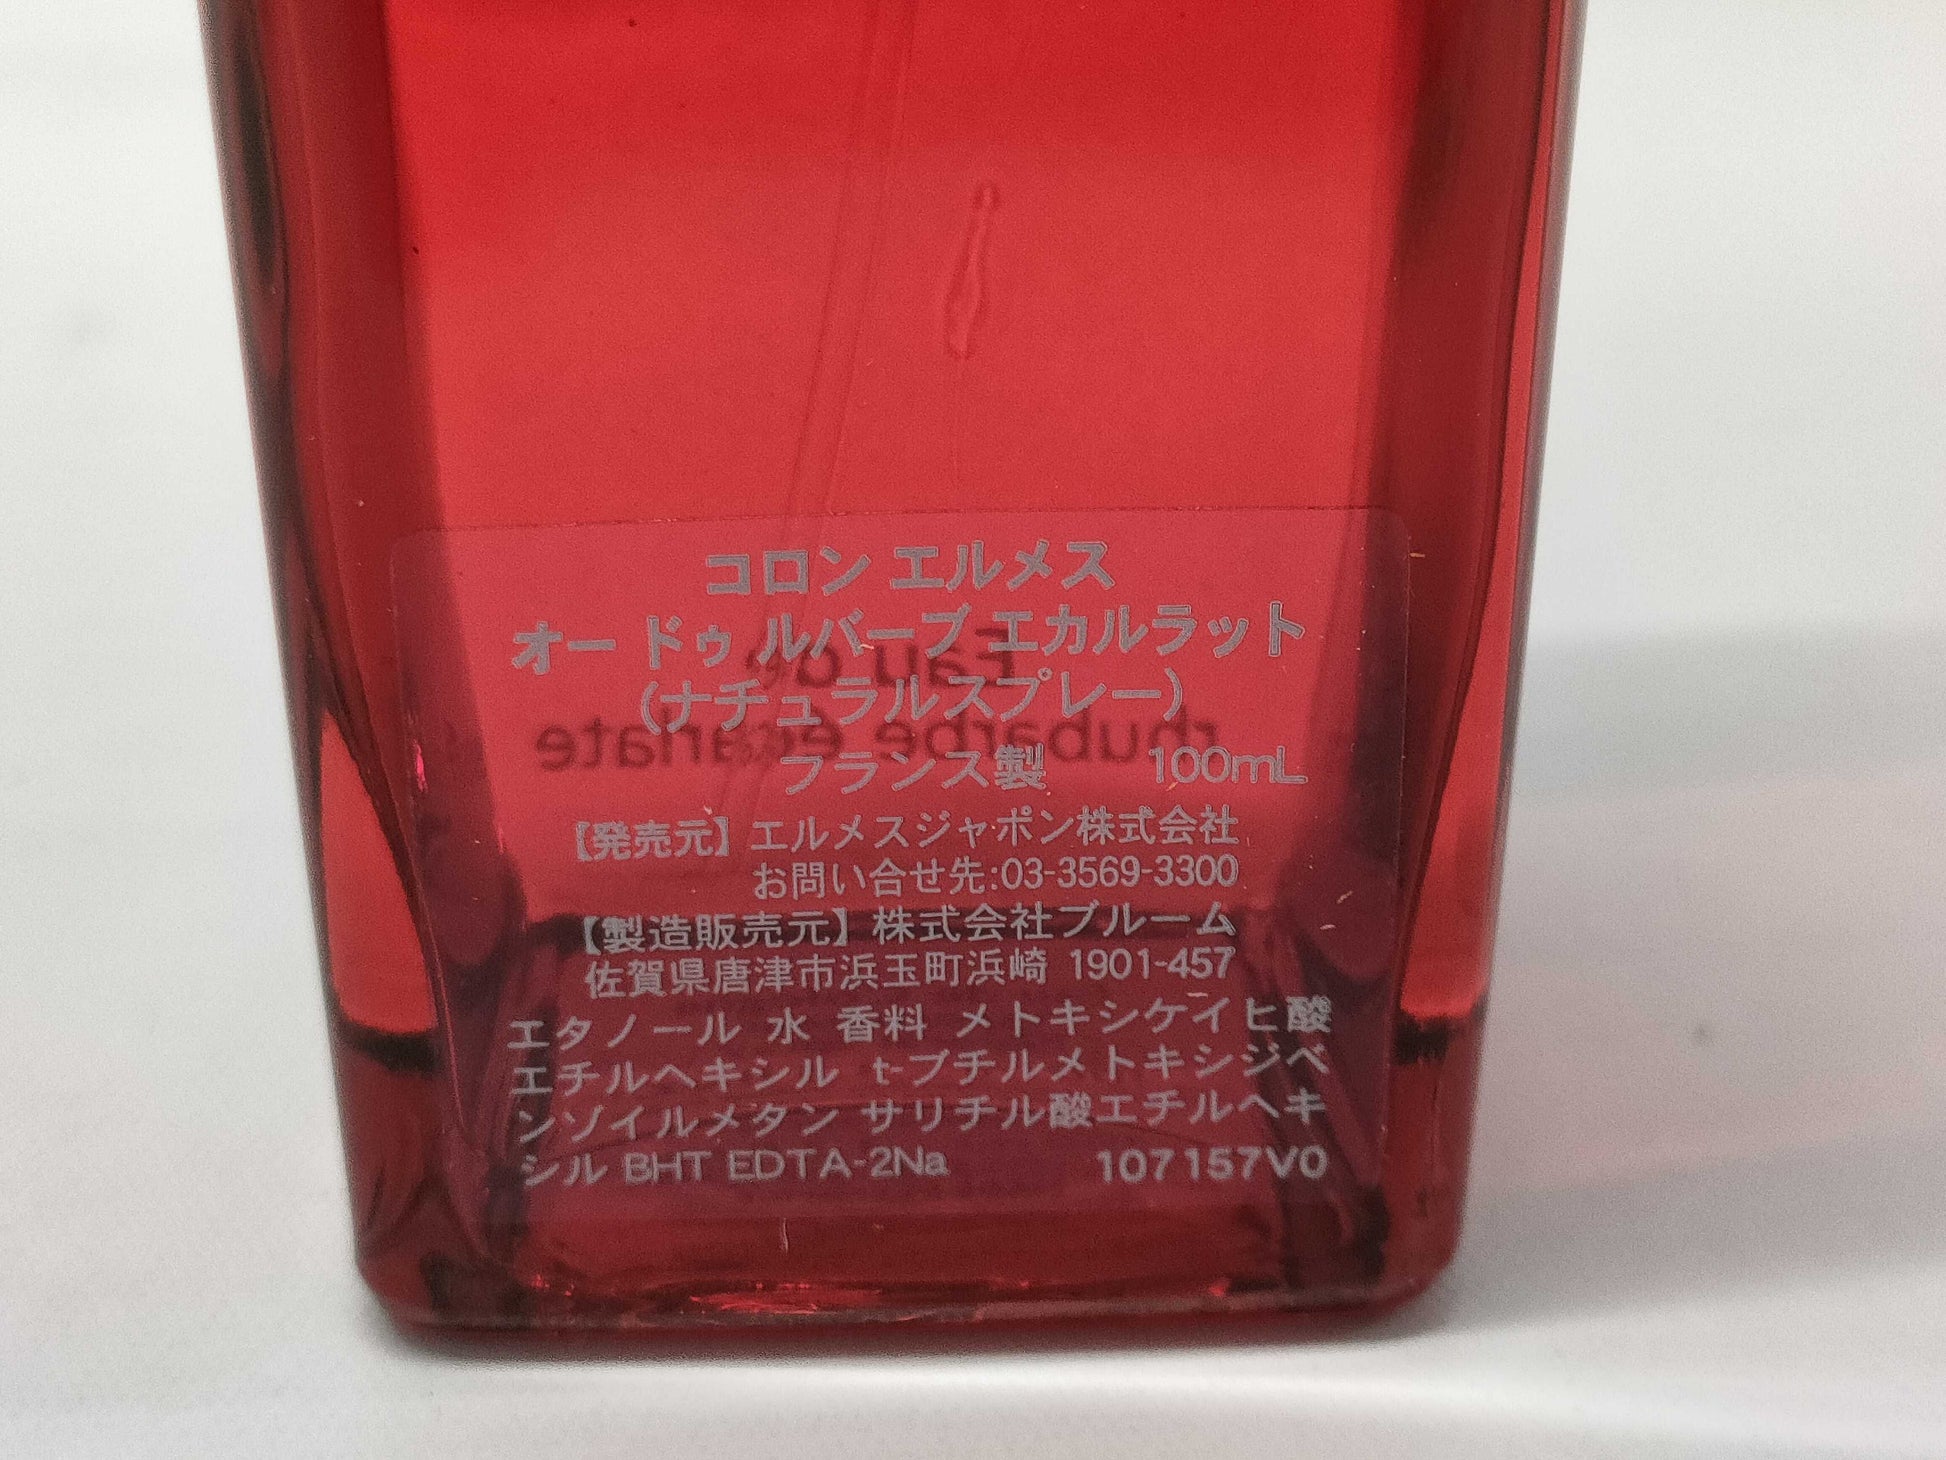 コロン エルメス
オー ドゥ ルバーブ エカルラット
(ナチュラルスプレー)
フランス製 100mL
【発売元】エルメスジャポン株式会社
お問い合せ先:03-3569-3300
【製造販売元】株式会社ブルーム
佐賀県唐津市浜玉町浜崎 1901-457
エタノール 水 香料 メトキシケイヒ酸
エチルヘキシル t-ブチルメトキシジベ
ンゾイルメタン サリチル酸エチルヘキ
シル BHT EDTA-2Na 107157V0
Eau de
rhubarbe écarlate